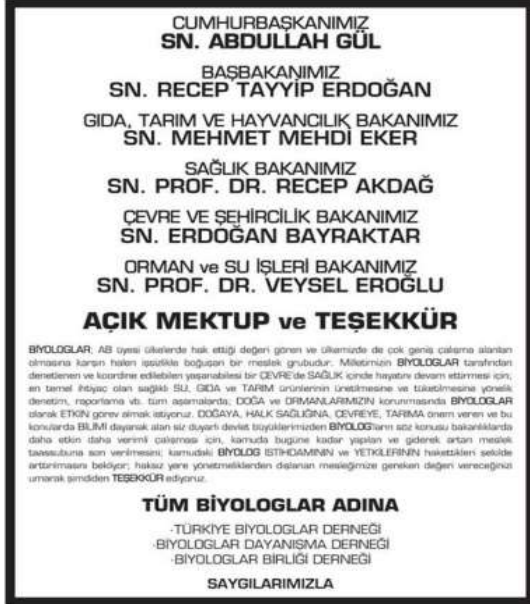 CUMHURBAŞKANIMIZ
SN. ABDULLAH GÜL
BAŞBAKANIMIZ
SN. RECEP TAYYİP ERDOĞAN
GIDA, TARIM VE HAYVANCILIK BAKANIMIZ
SN. MEHMET MEHDİ EKER
SAĞLIK BAKANIMIZ
SN. PROF. DR. RECEP AKDAĞ
ÇEVRE VE ŞEHİRCİLİK BAKANIMIZ
SN. ERDOĞAN BAYRAKTAR
ORMAN ve SU İŞLERİ BAKANIMIZ
SN. PROF. DR. VEYSEL EROĞLU
AÇIK MEKTUP ve TEŞEKKÜR
BİYOLOGLAR; AB üyesi ülkelerde hak ettiği değeri gören ve ülkemizde de çok geniş çalışma alanları
olmasına karşın halen işsizlikle boğuşan bir meslek grubudur. Milletimizin BİYOLOGLAR tarafından
denetlenen ve koordine edilebilen yaşanabilesi bir ÇEVRE'DE SAĞLIK içinde hayatını devam ettirmesi için,
en temel ihtiyaç olan sağlıklı SU, GIDA ve TARIM ürünlerinin üretilmesine ve tüketilmesine yönelik
denetim, raporlama vb. tüm aşamalarda; DOĞA ve ORMANLARIMIZIN korunmasında BİYOLOGLAR
olarak ETKİN görev almak istiyoruz. DOĞAYA, HALK SAĞLIĞINA, ÇEVREYE, TARIMA önem veren ve bu
konularda BİLİMİ dayanak alan siz duyarlı devlet büyüklerimizden BİYOLOG'ların söz konusu bakanlıklarda
daha etkin daha verimli çalışması için, kamuda bugüne kadar yapılan ve giderek artan meslek
taassubuna son verilmesini; kamudaki BİYOLOG İSTİHDAMININ ve YETKİLERİNİN hakettikleri şekilde
arttırılmasını bekliyor; haksız yere yönetmeliklerden dışlanan mesleğimize gereken değeri vereceğinizi
umarak şimdiden TEŞEKKÜR ediyoruz.
TÜM BİYOLOGLAR ADINA
-TÜRKİYE BİYOLOGLAR DERNEĞİ
-BİYOLOGLAR DAYANIŞMA DERNEĞİ
-BİYOLOGLAR BİRLİĞİ DERNEĞİ
SAYGILARIMIZLA